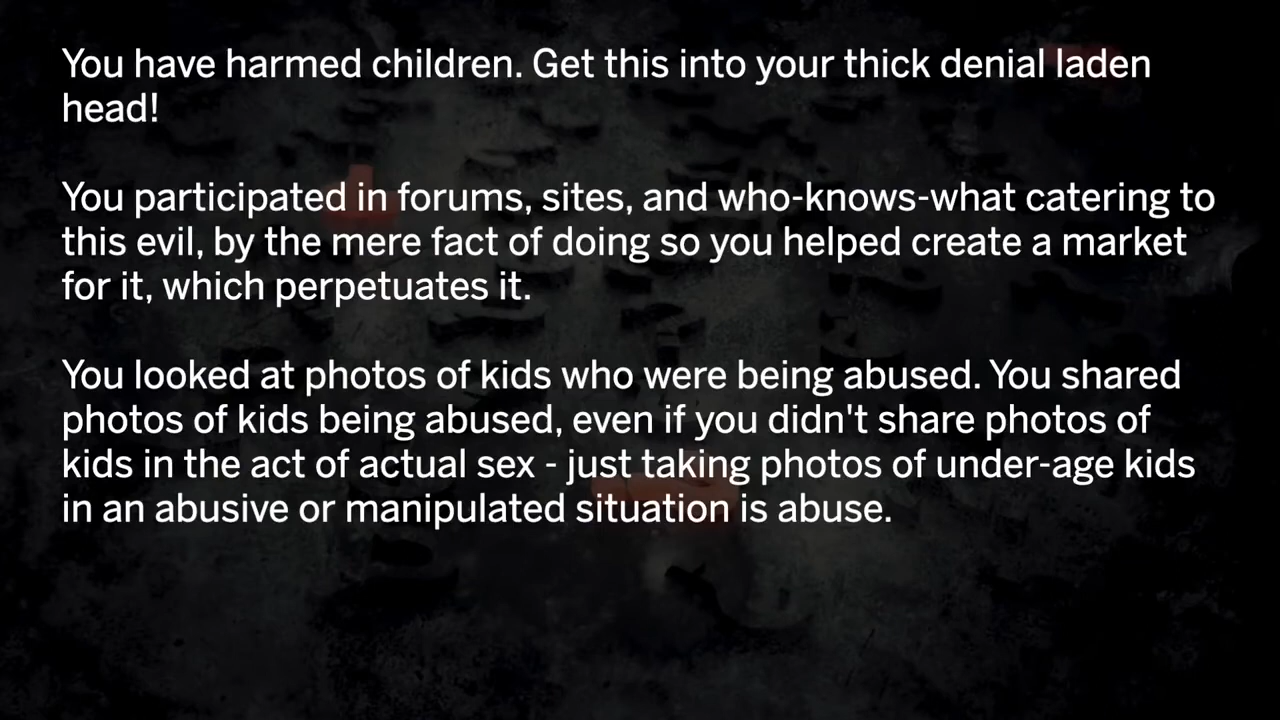 You have harmed children. Get this into your thick denial laden
head!
You participated in forums, sites, and who-knows-what catering to
this evil, by the mere fact of doing so you helped create a market
for it, which perpetuates it.
You looked at photos of kids who were being abused. You shared
photos of kids being abused, even if you didn't share photos of
kids in the act of actual sex - just taking photos of under-age kids
in an abusive or manipulated situation is abuse.